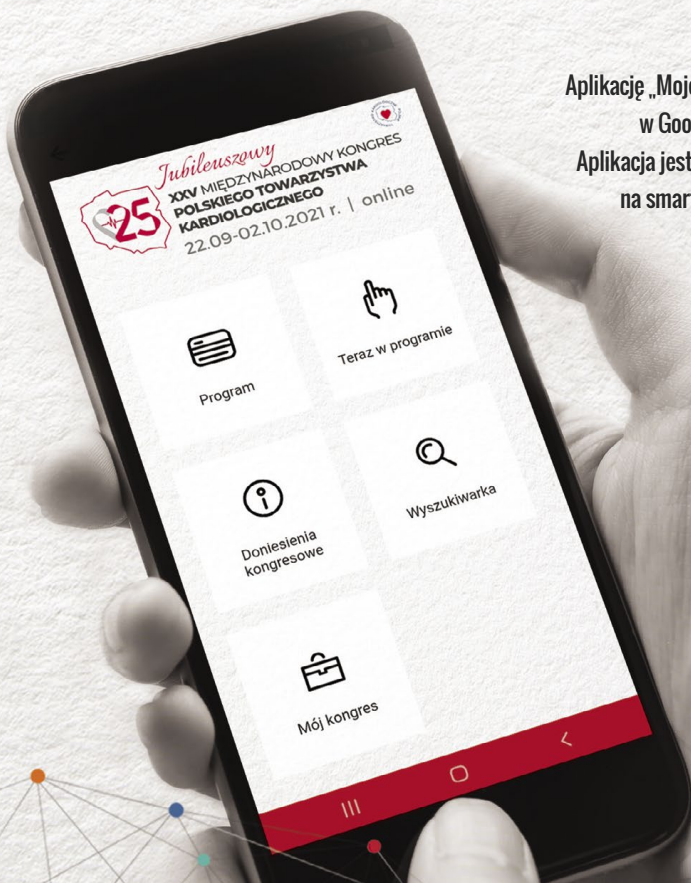 Aplikację „Moje
w Goo
Aplikacja jest
na smar
Jubileuszowy
XXV MIĘDZYNARODOWY KONGRES
POLSKIEGO TOWARZYSTWA
KARDIOLOGICZNEGO
22.09-02.10.2021 r. | online
25
Program
Teraz w programie
Doniesienia
kongresowe
Wyszukiwarka
Mój kongres